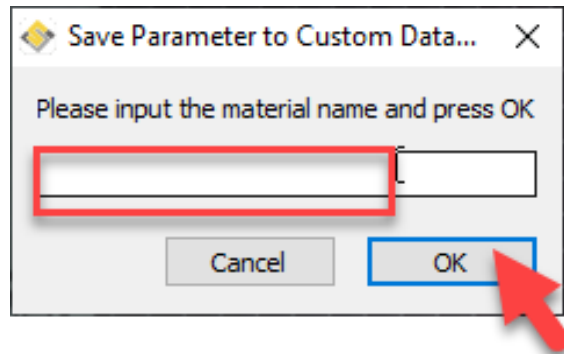 Save Parameter to Custom Data...
Please input the material name and press OK
Cancel
OK